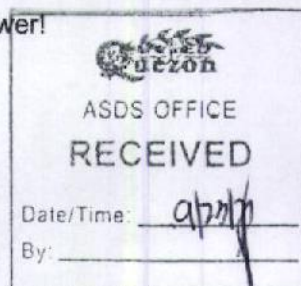 wer!
Quezon
ASDS OFFICE
RECEIVED
Date/Time:
By: